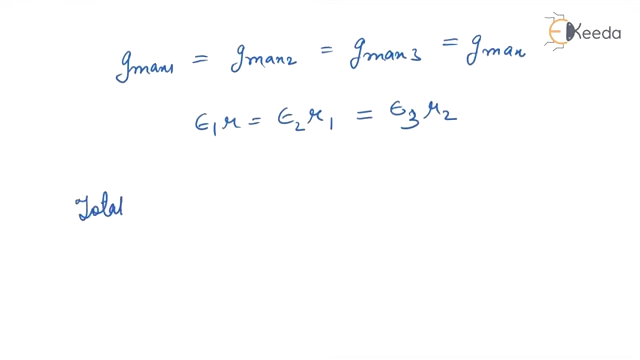 Keeda
gmax1 = gmax2 = gmax3 = gmax
ϵ1r = ϵ2r1 = ϵ3r2
Total